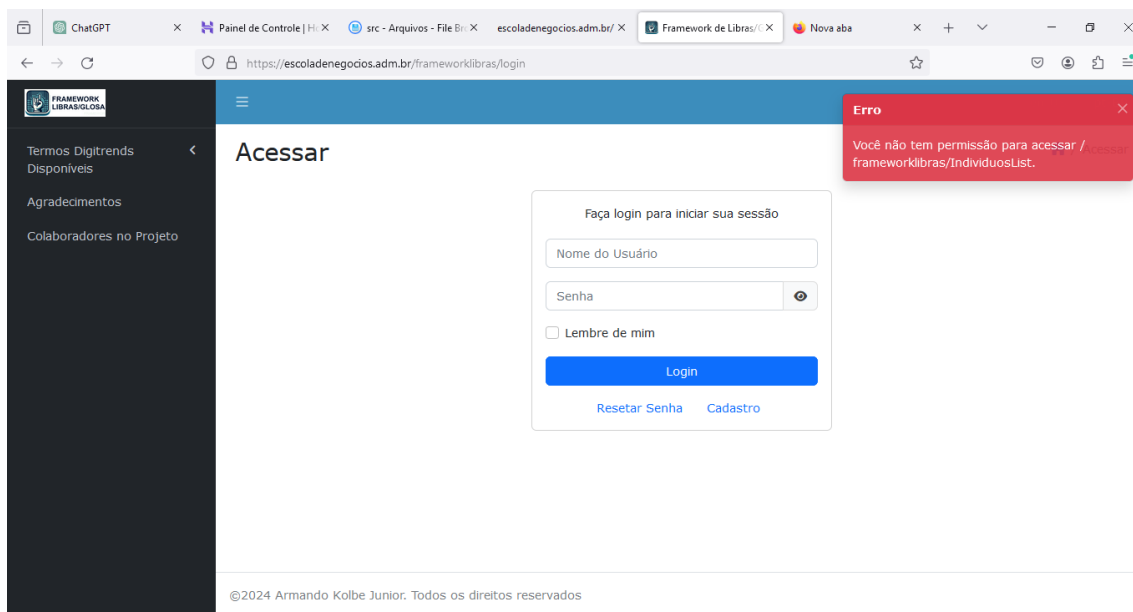 ChatGPT
Painel de Controle | Ho
src - Arquivos - File Bro
escoladenegocios.adm.br/
Framework de Libras/G
Nova aba
https://escoladenegocios.adm.br/frameworklibras/login
FRAMEWORK
LIBRAS/GLOSA
Termos Digitrends
Disponíveis
Agradecimentos
Colaboradores no Projeto
Acessar
Erro
Você não tem permissão para acessar /
frameworklibras/IndividuosList.
Acessar
Faça login para iniciar sua sessão
Nome do Usuário
Senha
Lembre de mim
Login
Resetar Senha Cadastro
©2024 Armando Kolbe Junior. Todos os direitos reservados